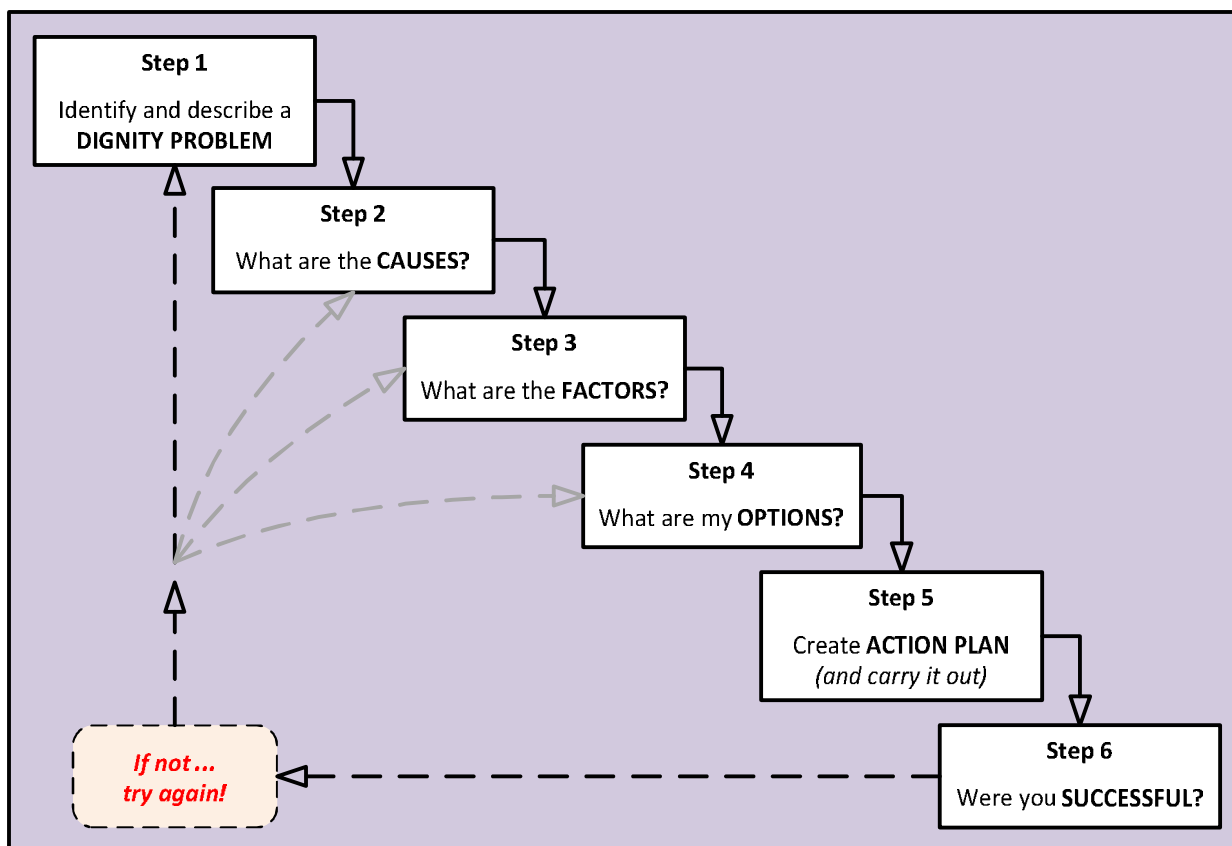 Step 1
Identify and describe a
DIGNITY PROBLEM
Step 2
What are the CAUSES?
Step 3
What are the FACTORS?
Step 4
What are my OPTIONS?
Step 5
Create ACTION PLAN
(and carry it out)
Step 6
Were you SUCCESSFUL?
If not...
try again!